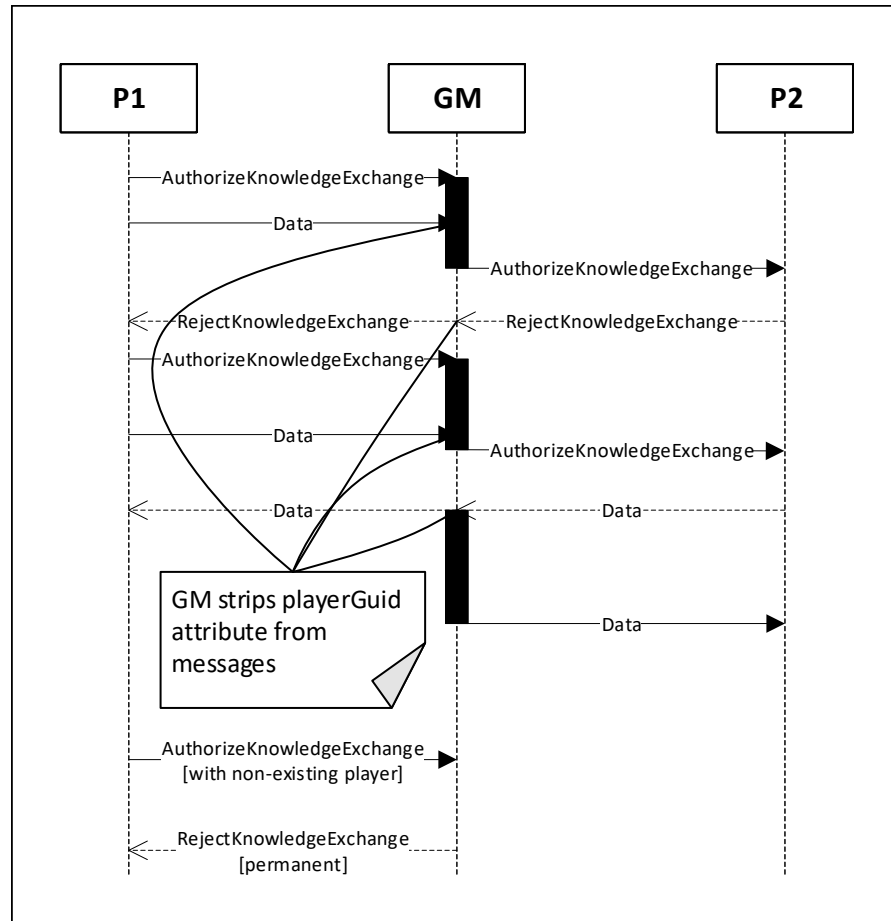 P1
GM
P2
AuthorizeKnowledgeExchange
Data
AuthorizeKnowledgeExchange
RejectKnowledgeExchange
RejectKnowledgeExchange
AuthorizeKnowledgeExchange
Data
AuthorizeKnowledgeExchange
Data
Data
GM strips playerGuid
attribute from
messages
Data
AuthorizeKnowledgeExchange
[with non-existing player]
RejectKnowledgeExchange
[permanent]